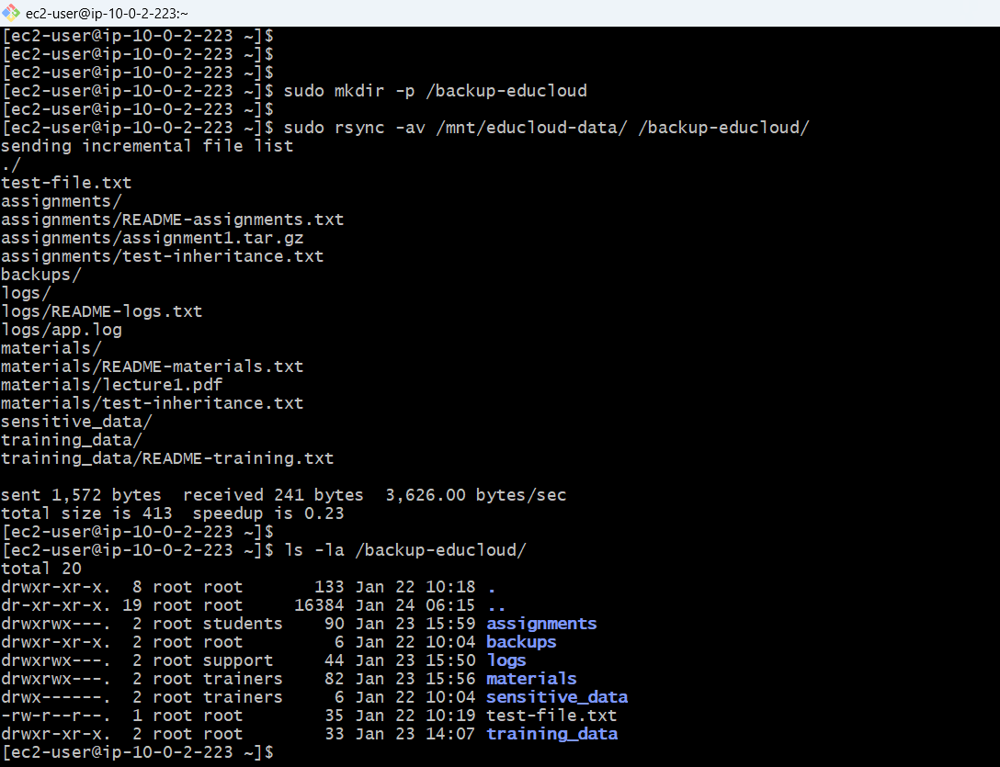 ec2-user@ip-10-0-2-223:~
[ec2-user@ip-10-0-2-223 ~]$
[ec2-user@ip-10-0-2-223 ~]$
[ec2-user@ip-10-0-2-223 ~]$
[ec2-user@ip-10-0-2-223 ~]$ sudo mkdir -p /backup-educloud
[ec2-user@ip-10-0-2-223 ~]$
[ec2-user@ip-10-0-2-223 ~]$ sudo rsync -av /mnt/educloud-data/ /backup-educloud/
sending incremental file list
./
test-file.txt
assignments/
assignments/README-assignments.txt
assignments/assignment1.tar.gz
assignments/test-inheritance.txt
backups/
logs/
logs/README-logs.txt
logs/app.log
materials/
materials/README-materials.txt
materials/lecture1.pdf
materials/test-inheritance.txt
sensitive_data/
training_data/
training_data/README-training.txt

sent 1,572 bytes  received 241 bytes  3,626.00 bytes/sec
total size is 413  speedup is 0.23
[ec2-user@ip-10-0-2-223 ~]$
[ec2-user@ip-10-0-2-223 ~]$ ls -la /backup-educloud/
total 20
drwxr-xr-x.  8 root root       133 Jan 22 10:18 .
dr-xr-xr-x. 19 root root     16384 Jan 24 06:15 ..
drwxrwx---.  2 root students    90 Jan 23 15:59 assignments
drwxr-xr-x.  2 root root         6 Jan 22 10:04 backups
drwxrwx---.  2 root support     44 Jan 23 15:50 logs
drwxrwx---.  2 root trainers    82 Jan 23 15:56 materials
drwx------.  2 root trainers     6 Jan 22 10:04 sensitive_data
-rw-r--r--.  1 root root        35 Jan 22 10:19 test-file.txt
drwxr-xr-x.  2 root root        33 Jan 23 14:07 training_data
[ec2-user@ip-10-0-2-223 ~]$